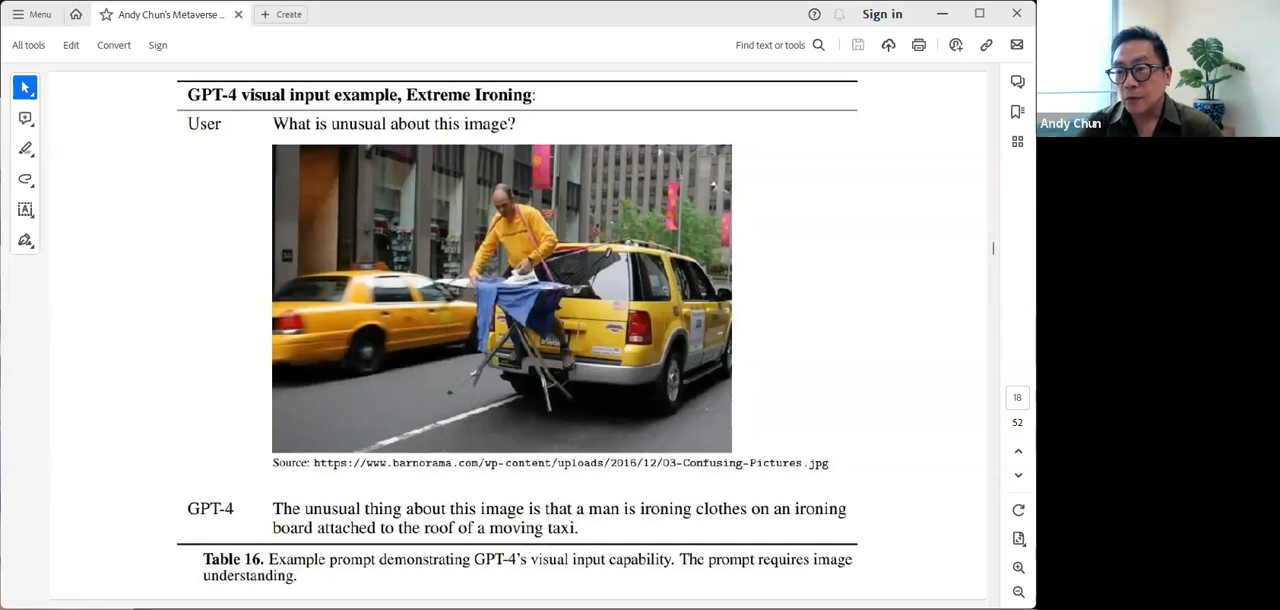 Menu
Andy Chun's Metaverse ...
Create
Sign in
All tools
Edit
Convert
Sign
Find text or tools
GPT-4 visual input example, Extreme Ironing:
User
What is unusual about this image?
Source: https://www.barnorama.com/wp-content/uploads/2016/12/03-Confusing-Pictures.jpg
GPT-4
The unusual thing about this image is that a man is ironing clothes on an ironing
board attached to the roof of a moving taxi.
Table 16. Example prompt demonstrating GPT-4's visual input capability. The prompt requires image
understanding.
18
52
Andy Chun